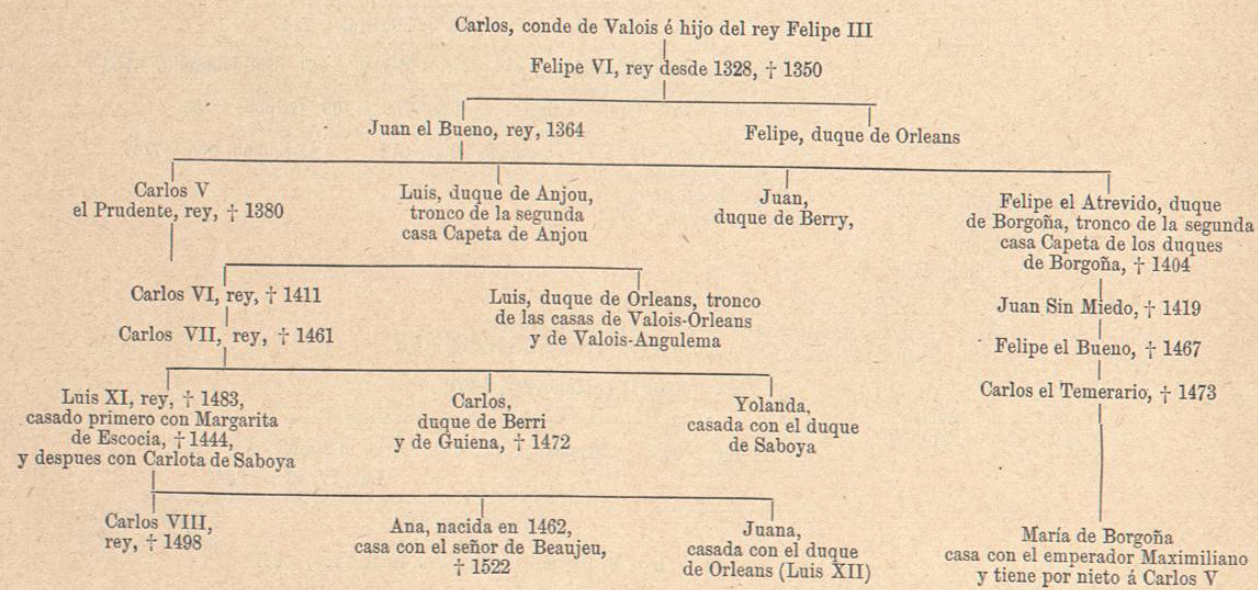 Carlos, conde de Valois é hijo del rey Felipe III
Felipe VI, rey desde 1328, † 1350
Juan el Bueno, rey, 1364
Felipe, duque de Orleans
Carlos V
el Prudente, rey, † 1380
Luis, duque de Anjou,
tronco de la segunda
casa Capeta de Anjou
Juan,
duque de Berry,
Felipe el Atrevido, duque
de Borgoña, tronco de la segunda
casa Capeta de los duques
de Borgoña, † 1404
Carlos VI, rey, † 1411
Luis, duque de Orleans, tronco
de las casas de Valois-Orleans
y de Valois-Angulema
Juan Sin Miedo, † 1419
Carlos VII, rey, † 1461
Felipe el Bueno, † 1467
Carlos el Temerario, † 1473
Luis XI, rey, † 1483,
casado primero con Margarita
de Escocia, † 1444,
y despues con Carlota de Saboya
Carlos,
duque de Berri
y de Guiena, † 1472
Yolanda,
casada con el duque
de Saboya
Carlos VIII,
rey, † 1498
Ana, nacida en 1462,
casa con el señor de Beaujeu,
† 1522
Juana,
casada con el duque
de Orleans (Luis XII)
María de Borgoña
casa con el emperador Maximiliano
y tiene por nieto á Carlos V